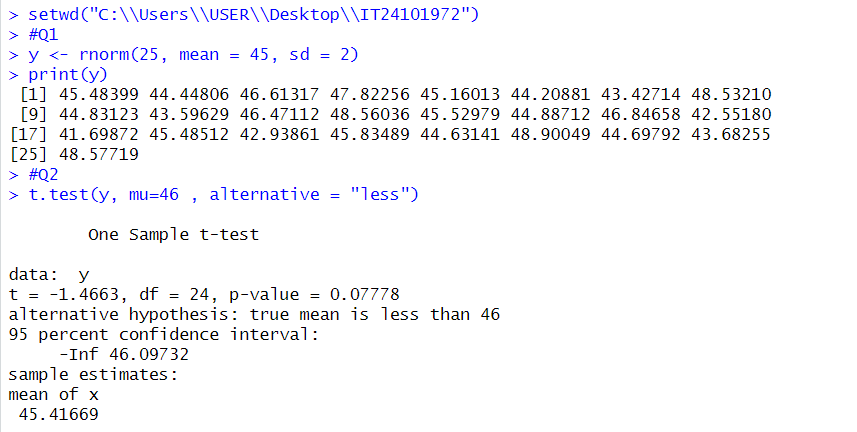 > setwd("C:\\Users\\USER\\Desktop\\IT24101972")
> #Q1
> y <- rnorm(25, mean = 45, sd = 2)
> print(y)
 [1] 45.48399 44.44806 46.61317 47.82256 45.16013 44.20881 43.42714 48.53210
 [9] 44.83123 43.59629 46.47112 48.56036 45.52979 44.88712 46.84658 42.55180
[17] 41.69872 45.48512 42.93861 45.83489 44.63141 48.90049 44.69792 43.68255
[25] 48.57719
> #Q2
> t.test(y, mu=46 , alternative = "less")
        One Sample t-test
data:  y
t = -1.4663, df = 24, p-value = 0.07778
alternative hypothesis: true mean is less than 46
95 percent confidence interval:
     -Inf 46.09732
sample estimates:
mean of x
 45.41669